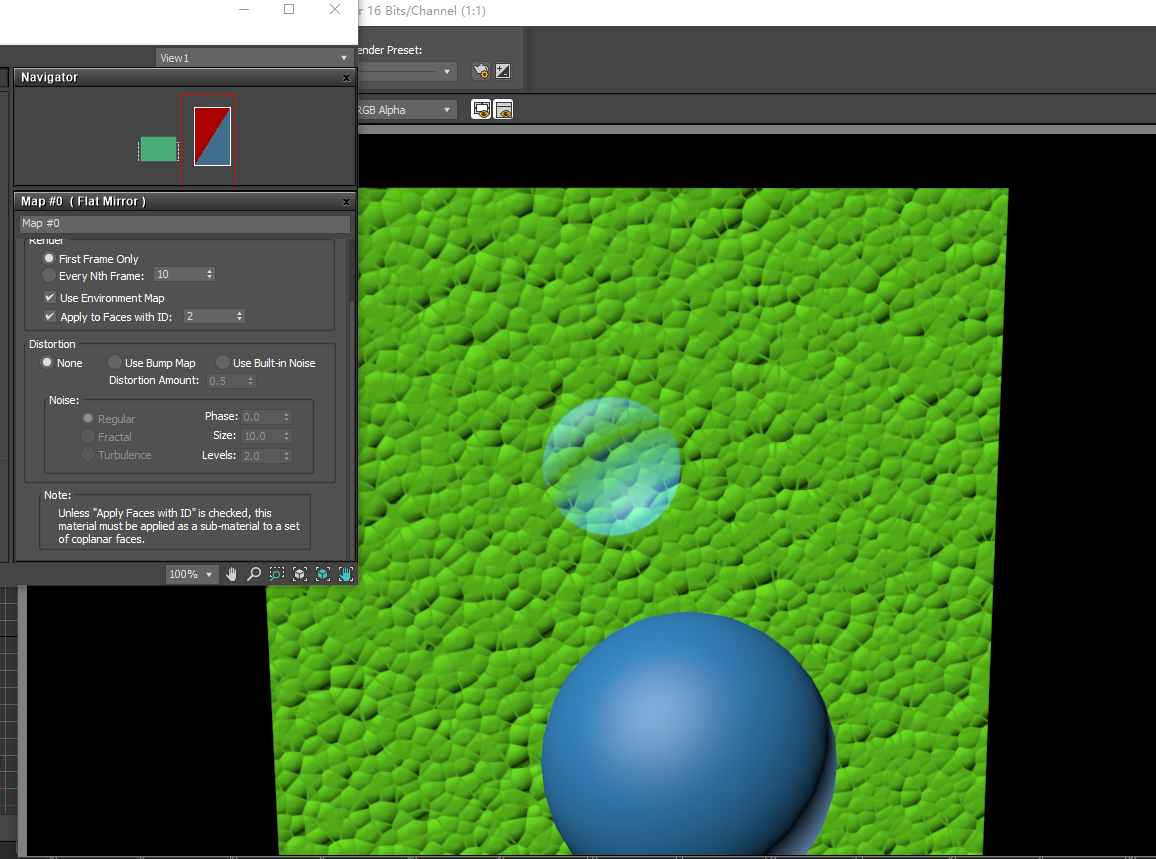 r 16 Bits/Channel (1:1)
ender Preset:
View1
Navigator
RGB Alpha
Map #0 ( Flat Mirror )
Map #0
Render
First Frame Only
Every Nth Frame: 10
Use Environment Map
Apply to Faces with ID: 2
Distortion
None Use Bump Map Use Built-in Noise
Distortion Amount: 0.5
Noise:
Regular Phase: 0.0
Fractal Size: 10.0
Turbulence Levels: 2.0
Note:
Unless "Apply Faces with ID" is checked, this
material must be applied as a sub-material to a set
of coplanar faces.
100%